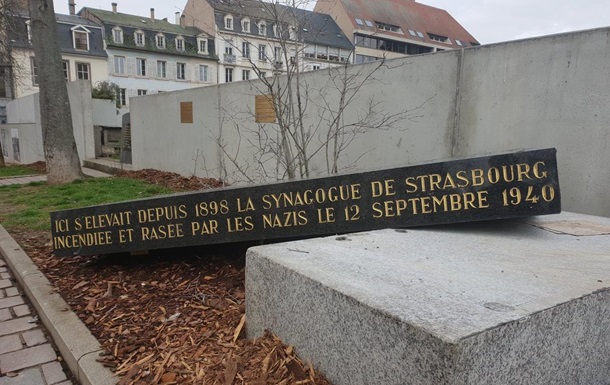 ICI S'ELEVAIT DEPUIS 1898 LA SYNAGOGUE DE STRASBOURG
INCENDIEE ET RASEE PAR LES NAZIS LE 12 SEPTEMBRE 1940